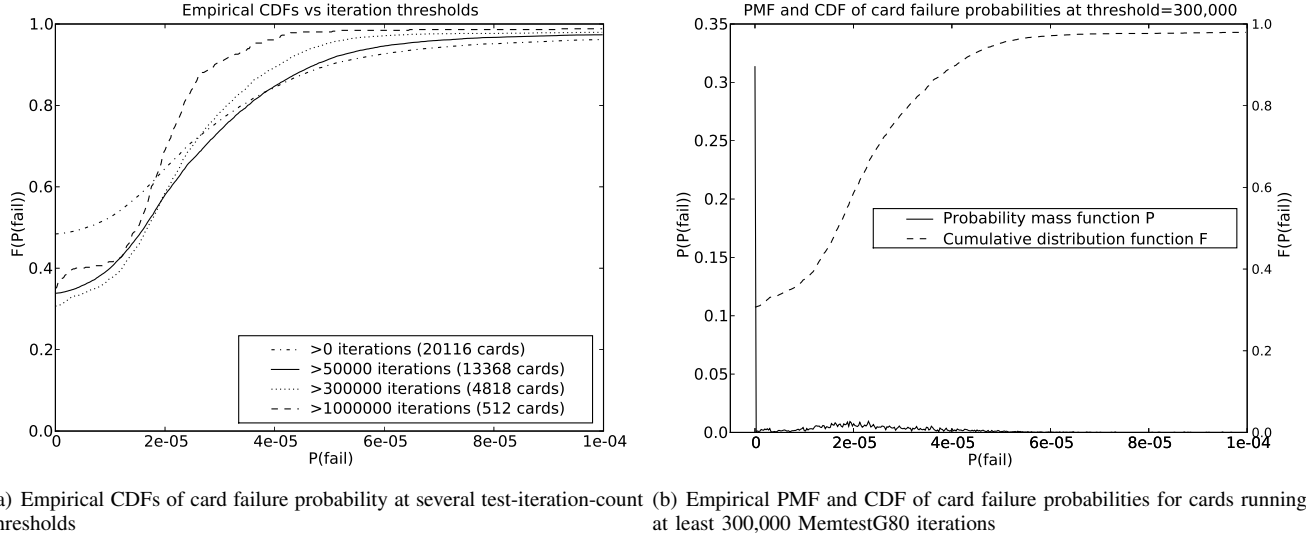 Empirical CDFs vs iteration thresholds
1.0
0.8
0.6
0.4
0.2
0.0
F(P(fail))
0 2e-05 4e-05 6e-05 8e-05 1e-04
P(fail)
>0 iterations (20116 cards)
>50000 iterations (13368 cards)
>300000 iterations (4818 cards)
>1000000 iterations (512 cards)
PMF and CDF of card failure probabilities at threshold=300,000
0.35
0.3
0.25
0.2
0.15
0.1
0.05
0.0
P(P(fail))
1.0
0.8
0.6
0.4
0.2
0.0
F(P(fail))
0 2e-05 4e-05 6e-05 8e-05 1e-04
P(fail)
Probability mass function P
Cumulative distribution function F
a) Empirical CDFs of card failure probability at several test-iteration-count
hresholds
(b) Empirical PMF and CDF of card failure probabilities for cards running
at least 300,000 MemtestG80 iterations